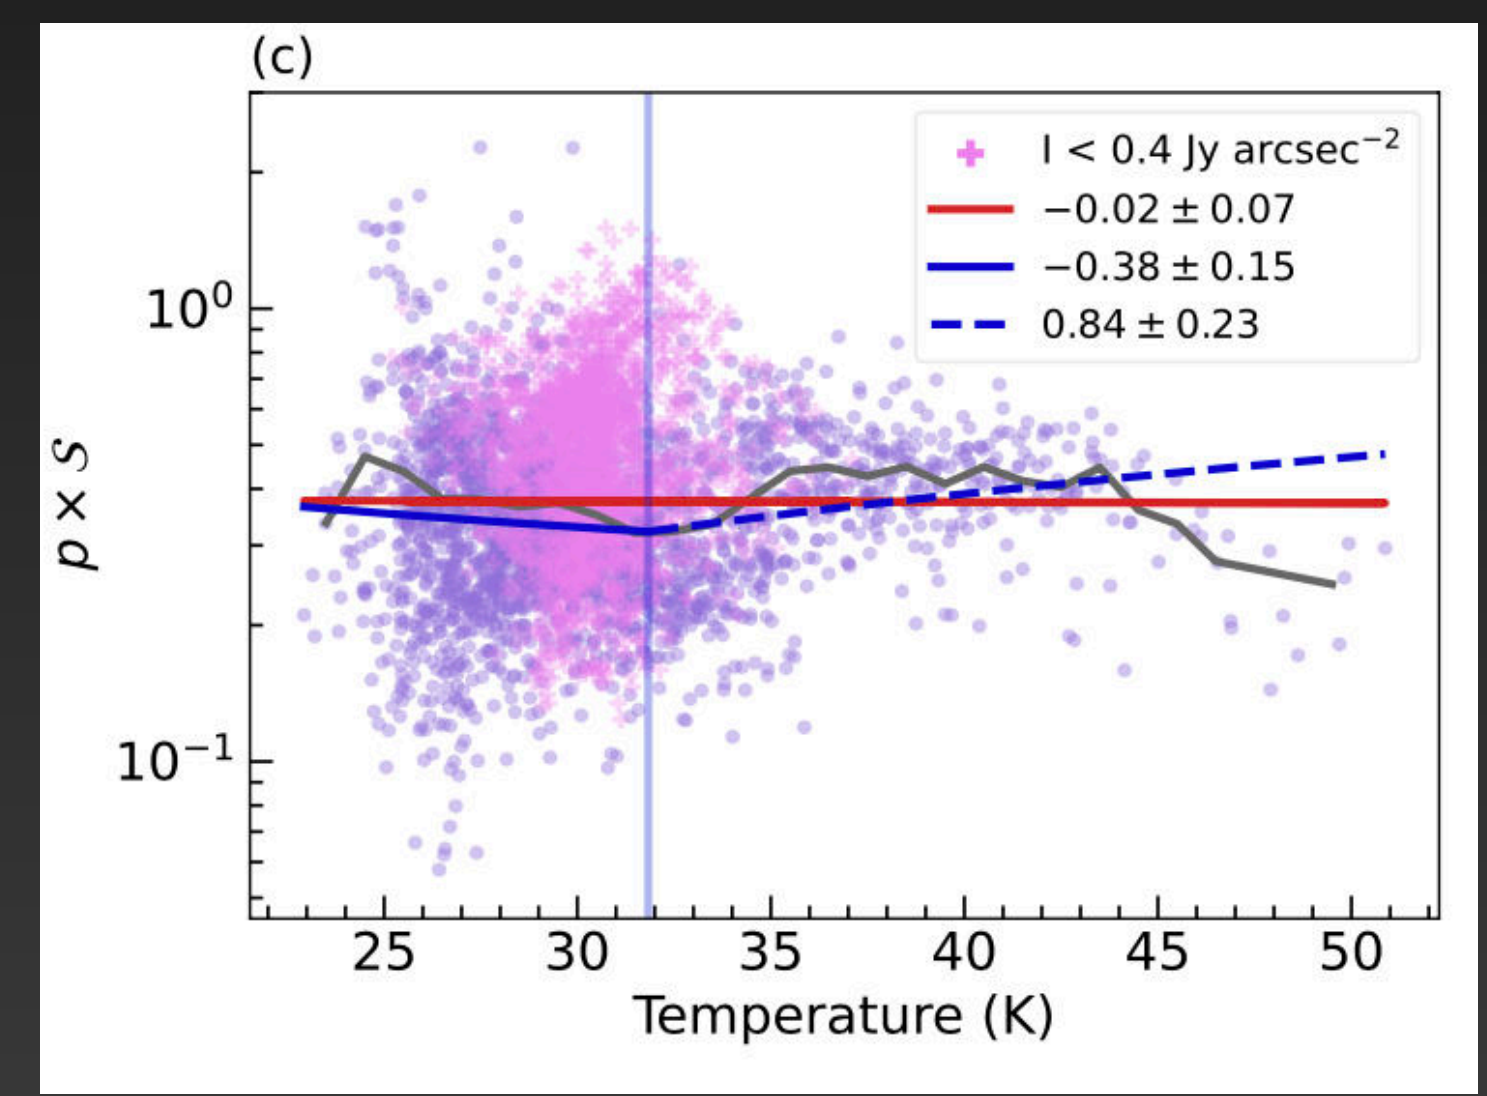 (c)
I < 0.4 Jy arcsec⁻²
−0.02 ± 0.07
−0.38 ± 0.15
0.84 ± 0.23
10⁰
10⁻¹
p × S
25 30 35 40 45 50
Temperature (K)